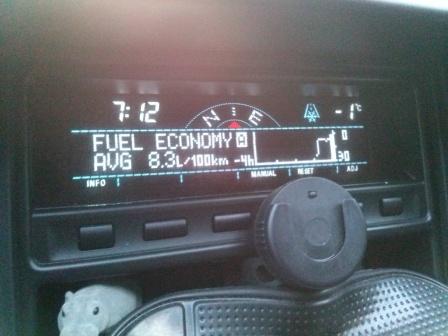 7:12 N E -1°C
FUEL ECONOMY 0
AVG 8.3L/100km -4h 30
INFO MANUAL RESET ADJ